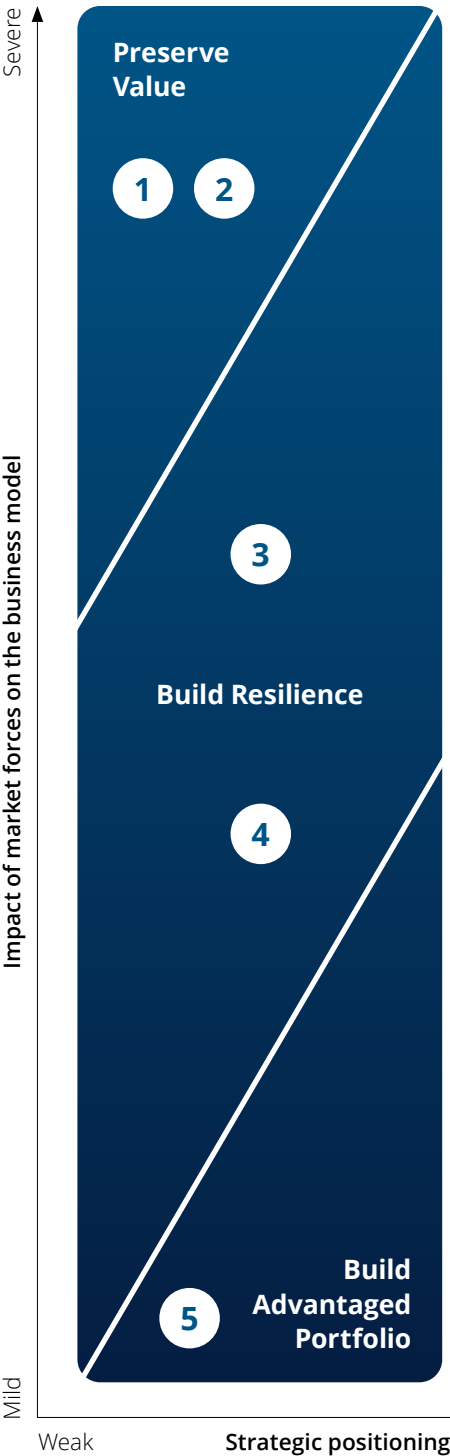 Severe
Preserve
Value
1 2
Impact of market forces on the business model
3
Build Resilience
4
Build
Advantaged
Portfolio
5
Mild
Weak
Strategic positioning